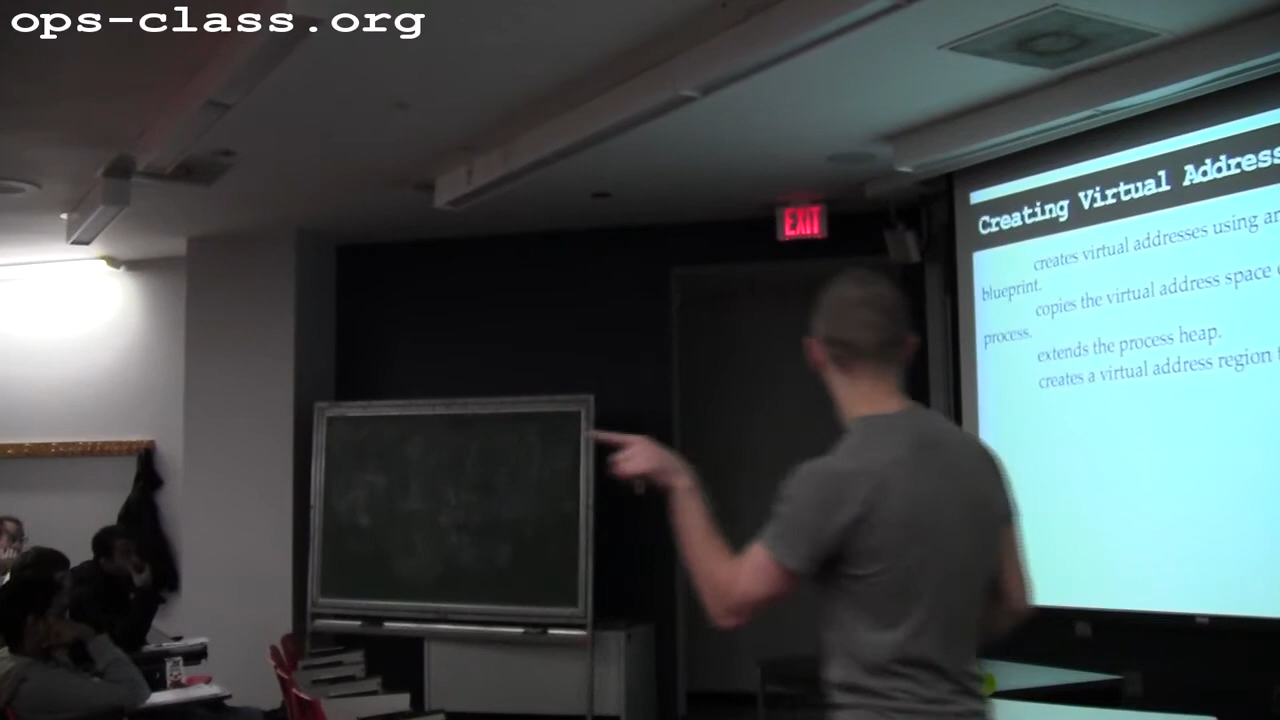 ops-class.org
EXIT
Creating Virtual Address
creates virtual addresses using
blueprint.
copies the virtual address space
process.
extends the process heap.
creates a virtual address region